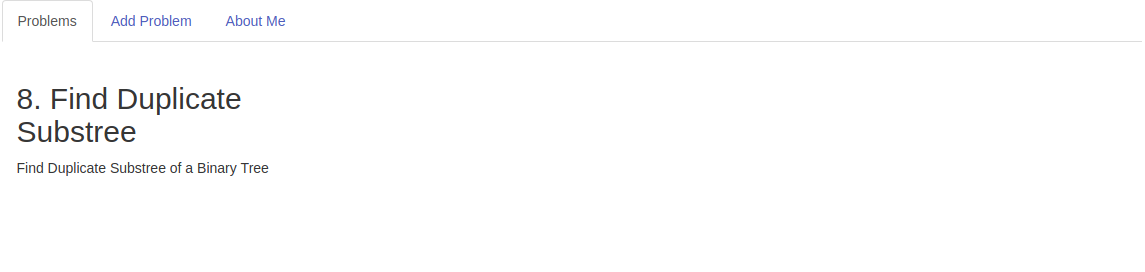 Problems Add Problem About Me
8. Find Duplicate
Substree
Find Duplicate Substree of a Binary Tree